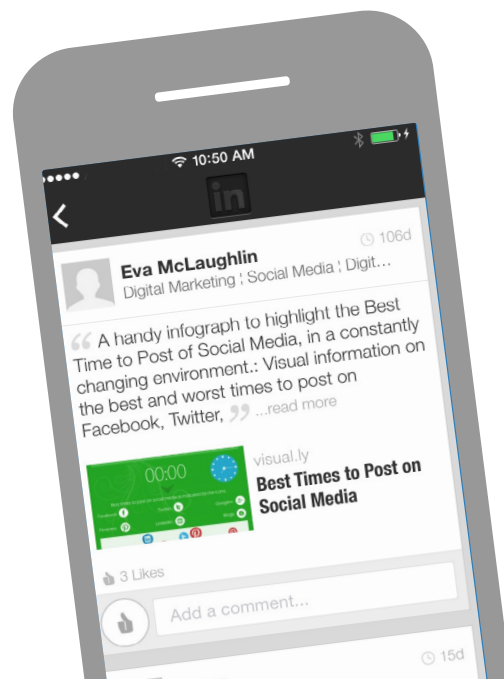 10:50 AM
in
Eva McLaughlin
106d
Digital Marketing ¦ Social Media ¦ Digit...
“ A handy infograph to highlight the Best
Time to Post of Social Media, in a constantly
changing environment.: Visual information on
the best and worst times to post on
Facebook, Twitter, ” ...read more
visual.ly
Best Times to Post on
Social Media
00:00
3 Likes
Add a comment...
15d